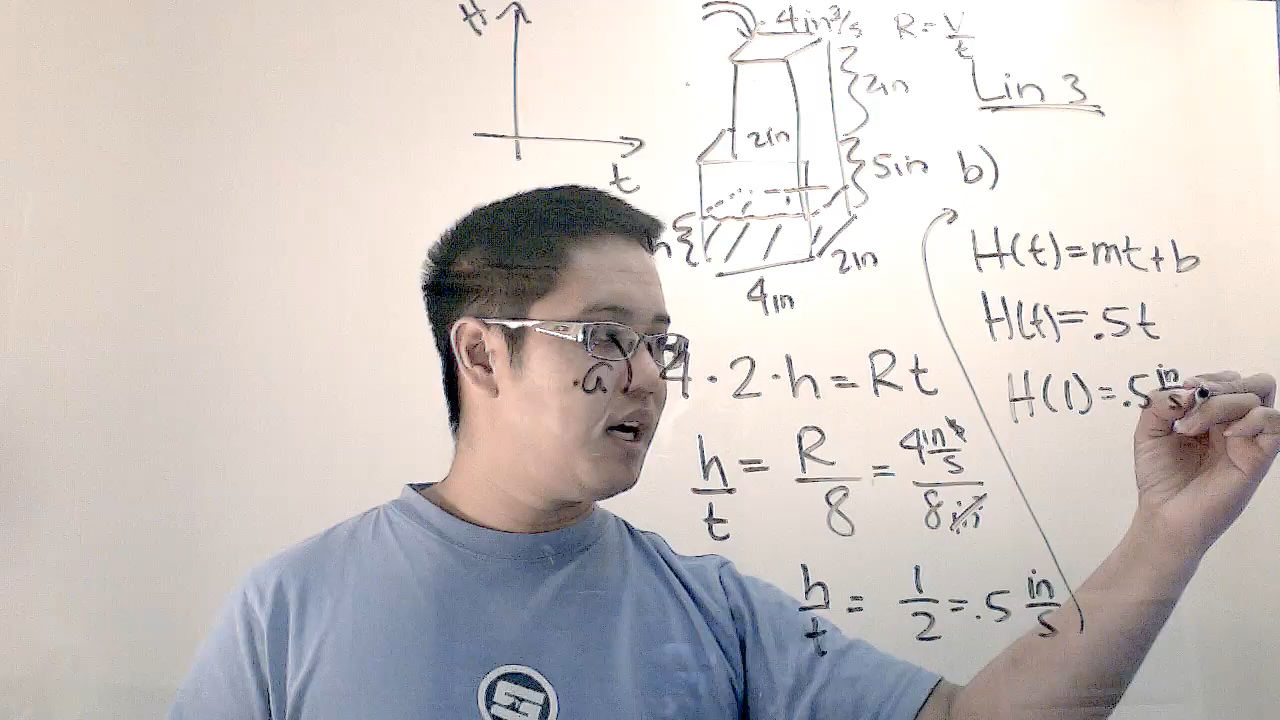 H
t
4in³/s
R = V/t
Lin 3
2in
2in
5in
2in
4in
a)
4 · 2 · h = Rt
h/t = R/8 = 4in³/s / 8in²
h/t = 1/2 = .5 in/s
b)
H(t) = mt + b
H(t) = .5t
H(1) = .5 in/s